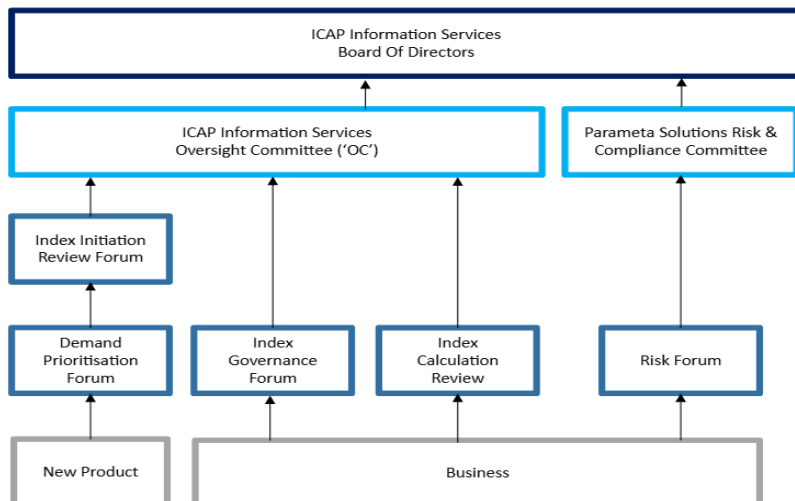 ICAP Information Services
Board Of Directors
ICAP Information Services
Oversight Committee ('OC')
Parameta Solutions Risk &
Compliance Committee
Index Initiation
Review Forum
Demand
Prioritisation
Forum
Index
Governance
Forum
Index
Calculation
Review
Risk Forum
New Product
Business